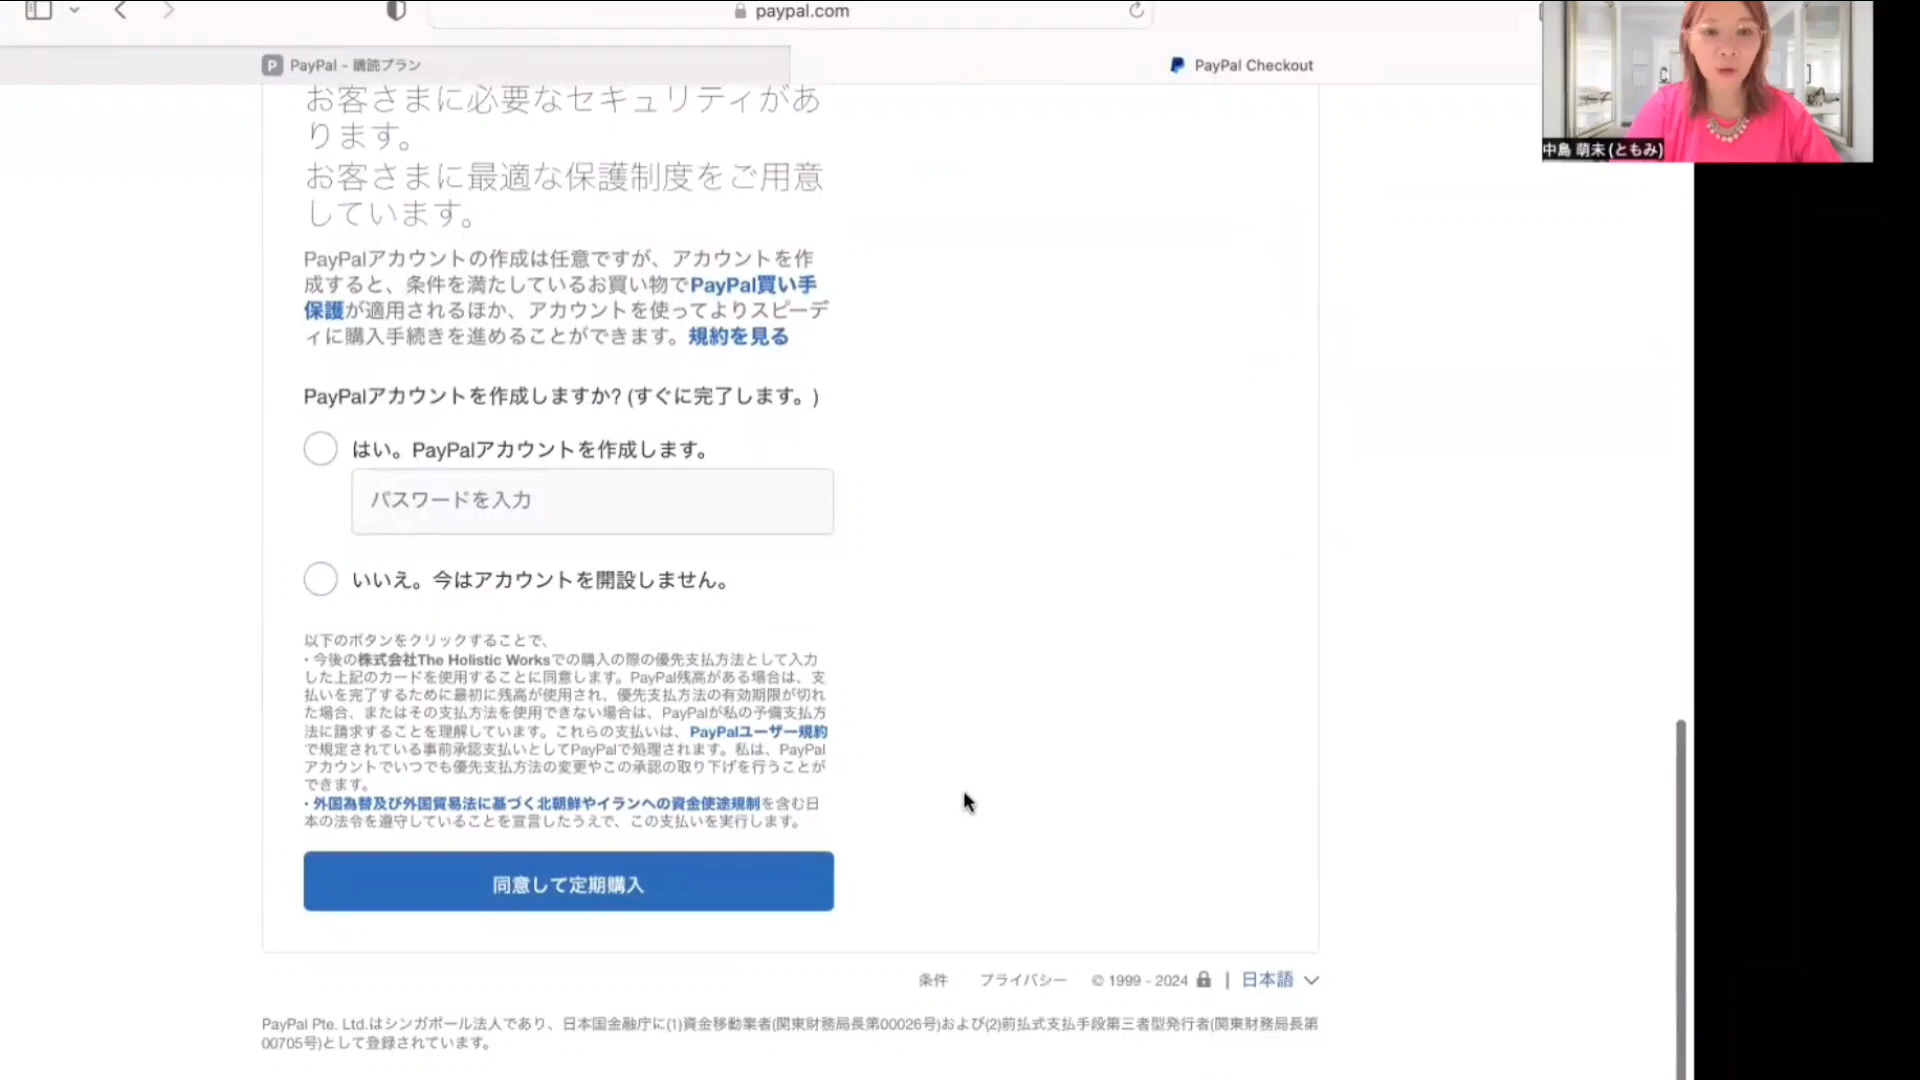 paypal.com
P PayPal - 購読プラン
PayPal Checkout
中島 萌未 (ともみ)
お客さまに必要なセキュリティがあ
ります。
お客さまに最適な保護制度をご用意
しています。
PayPalアカウントの作成は任意ですが、アカウントを作
成すると、条件を満たしているお買い物でPayPal買い手
保護が適用されるほか、アカウントを使ってよりスピーデ
ィに購入手続きを進めることができます。規約を見る
PayPalアカウントを作成しますか? (すぐに完了します。)
はい。PayPalアカウントを作成します。
パスワードを入力
いいえ。今はアカウントを開設しません。
以下のボタンをクリックすることで、
・今後の株式会社The Holistic Worksでの購入の際の優先支払方法として入力
した上記のカードを使用することに同意します。PayPal残高がある場合は、支
払いを完了するために最初に残高が使用され、優先支払方法の有効期限が切れ
た場合、またはその支払方法を使用できない場合は、PayPalが私の予備支払方
法に請求することを理解しています。これらの支払いは、PayPalユーザー規約
で規定されている事前承認支払いとしてPayPalで処理されます。私は、PayPal
アカウントでいつでも優先支払方法の変更やこの承認の取り下げを行うことが
できます。
・外国為替及び外国貿易法に基づく北朝鮮やイランへの資金使途規制を含む日
本の法令を遵守していることを宣言したうえで、この支払いを実行します。
同意して定期購入
条件 プライバシー © 1999 - 2024 | 日本語
PayPal Pte. Ltd.はシンガポール法人であり、日本国金融庁に(1)資金移動業者(関東財務局長第00026号)および(2)前払式支払手段第三者型発行者(関東財務局長第
00705号)として登録されています。